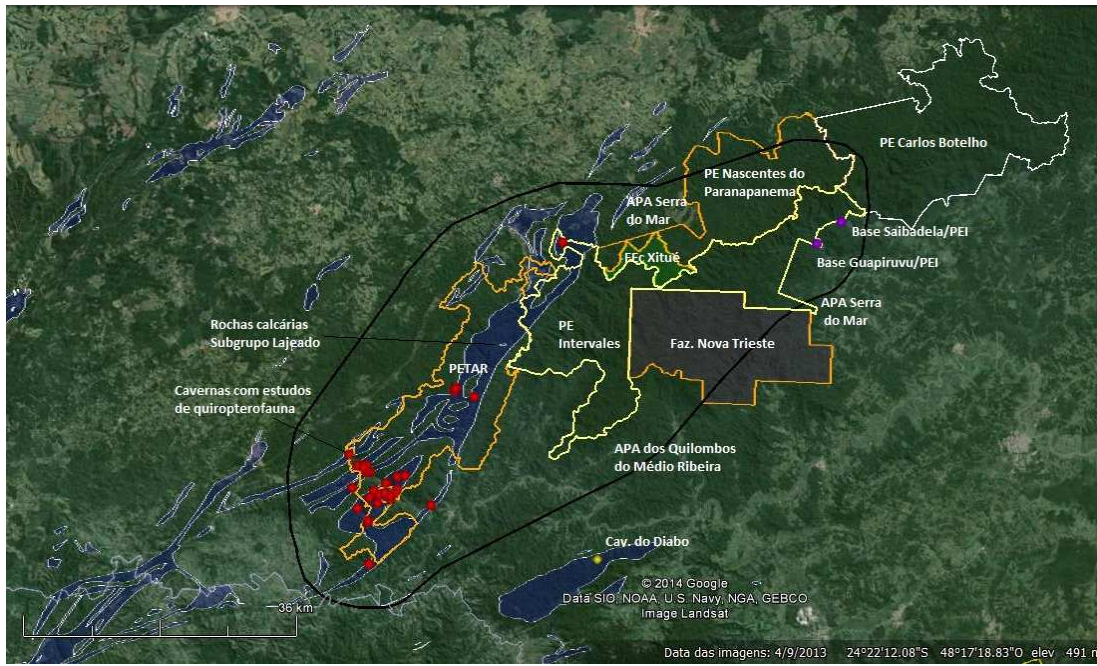 PE Carlos Botelho
PE Nascentes do
Paranapanema
APA Serra
do Mar
Base Saibadela/PEI
EEc Xitué
Base Guapiruvu/PEI
APA Serra
do Mar
Rochas calcárias
Subgrupo Lajeado
PE
Intervales
Faz. Nova Trieste
PETAR
Cavernas com estudos
de quiropterofauna
APA dos Quilombos
do Médio Ribeira
Cav. do Diabo
© 2014 Google
Data SIO, NOAA, U.S. Navy, NGA, GEBCO
Image Landsat
36 km
Data das imagens: 4/9/2013 24°22'12.08"S 48°17'18.83"O elev 491 m